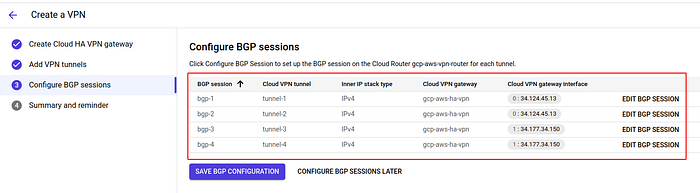 Create a VPN
Create Cloud HA VPN gateway
Add VPN tunnels
3 Configure BGP sessions
4 Summary and reminder
Configure BGP sessions
Click Configure BGP Session to set up the BGP session on the Cloud Router gcp-aws-vpn-router for each tunnel.
BGP session Cloud VPN tunnel Inner IP stack type Cloud VPN gateway Cloud VPN gateway interface
bgp-1 tunnel-1 IPv4 gcp-aws-ha-vpn 0 : 34.124.45.13 EDIT BGP SESSION
bgp-2 tunnel-2 IPv4 gcp-aws-ha-vpn 0 : 34.124.45.13 EDIT BGP SESSION
bgp-3 tunnel-3 IPv4 gcp-aws-ha-vpn 1 : 34.177.34.150 EDIT BGP SESSION
bgp-4 tunnel-4 IPv4 gcp-aws-ha-vpn 1 : 34.177.34.150 EDIT BGP SESSION
SAVE BGP CONFIGURATION CONFIGURE BGP SESSIONS LATER